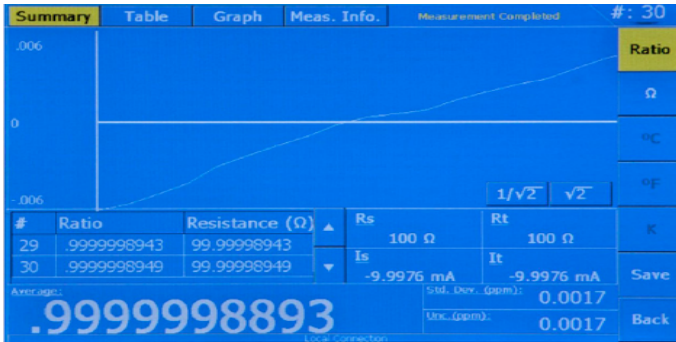 Summary Table Graph Meas. Info. Measurement Completed #: 30
.006
0
-.006
Ratio
Ω
°C
°F
K
Save
Back
1/√2 √2
# Ratio Resistance (Ω)
29 .9999998943 99.99998943
30 .9999998949 99.99998949
Rs
100 Ω
Rt
100 Ω
Is
-9.9976 mA
It
-9.9976 mA
Average:
.9999998893
Std. Dev. (ppm): 0.0017
Unc.(ppm): 0.0017
Local Connection